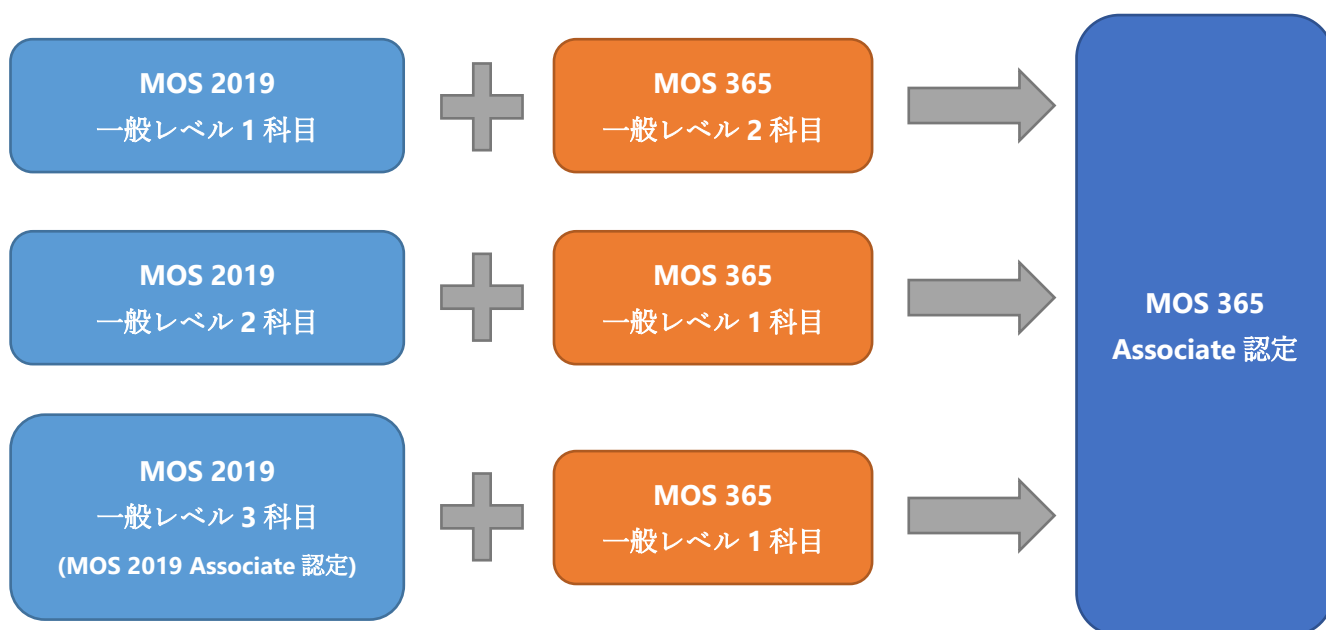 MOS 2019
一般レベル 1 科目
MOS 365
一般レベル 2 科目
MOS 2019
一般レベル 2 科目
MOS 365
一般レベル 1 科目
MOS 2019
一般レベル 3 科目
(MOS 2019 Associate 認定)
MOS 365
一般レベル 1 科目
MOS 365
Associate 認定